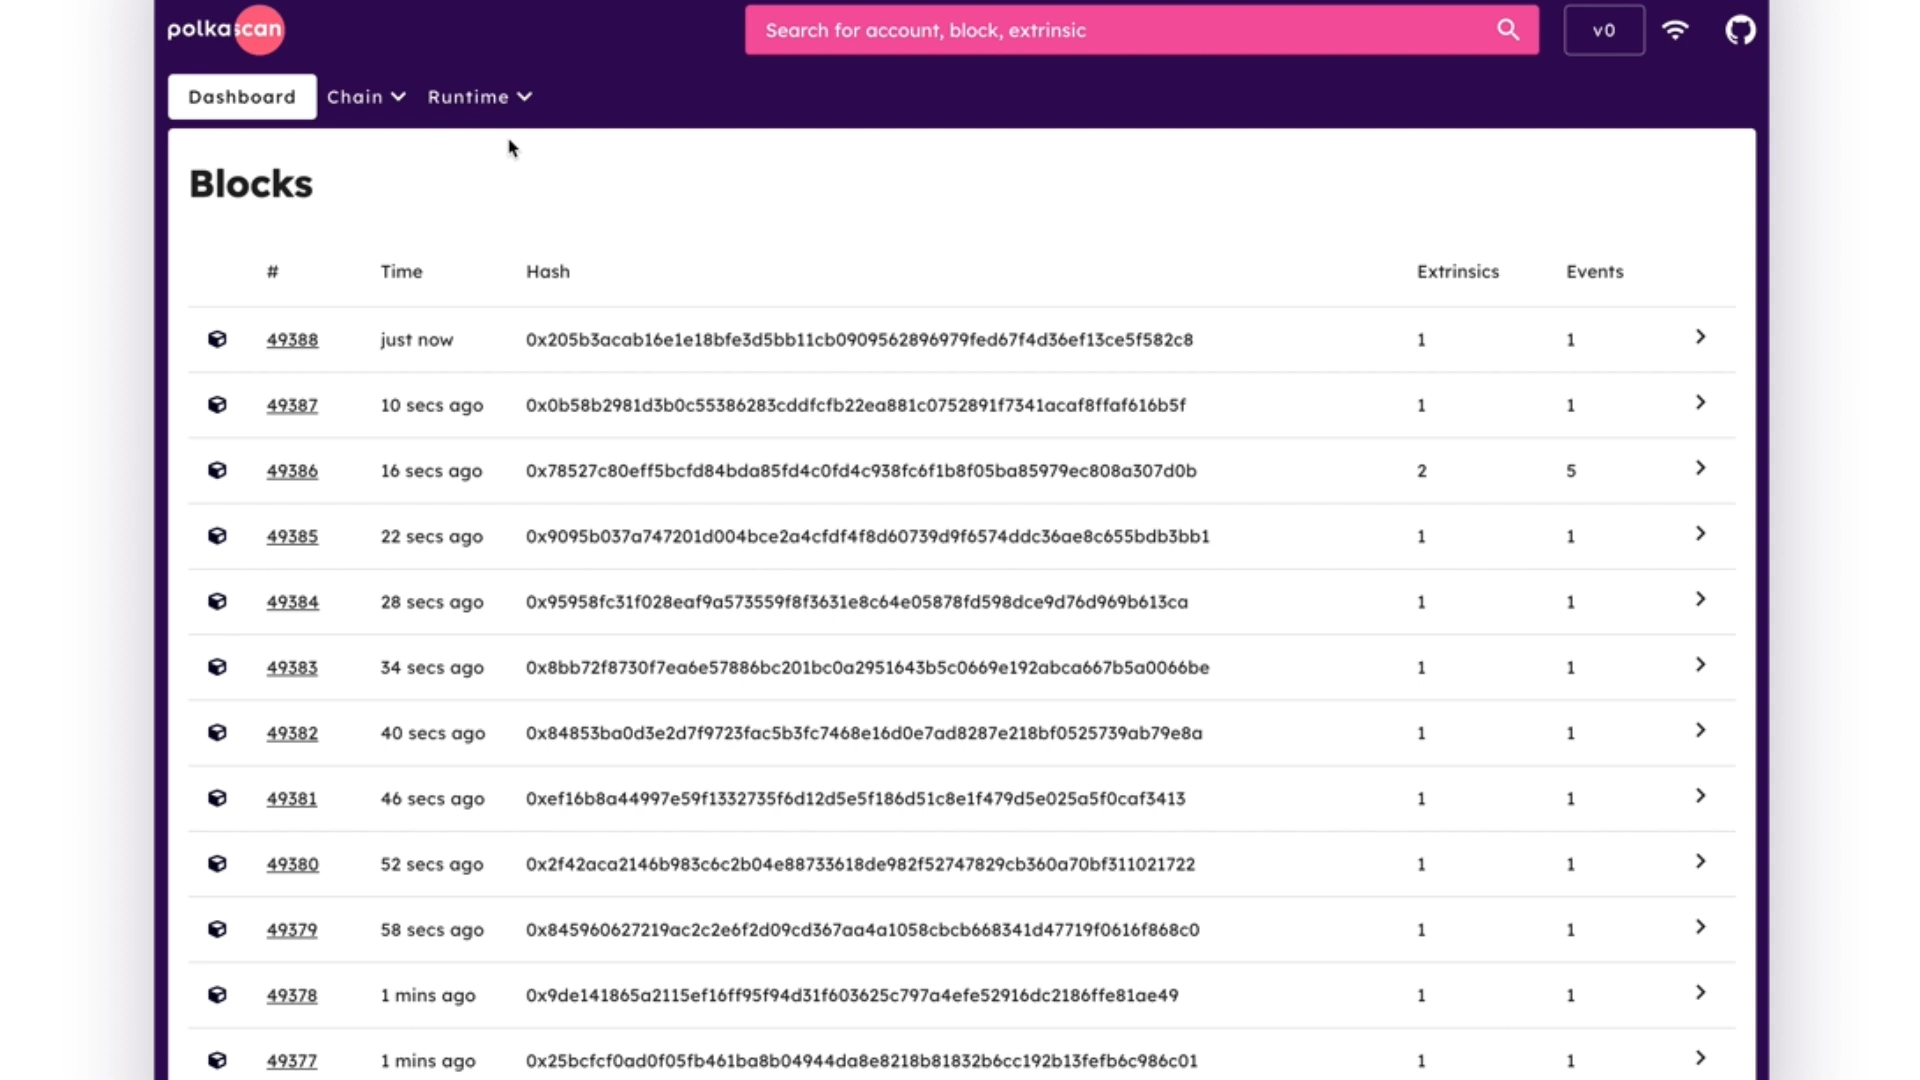 polkascan
Search for account, block, extrinsic
v0
Dashboard Chain Runtime
Blocks
# Time Hash Extrinsics Events
49388 just now 0x205b3acab16e1e18bfe3d5bb11cb0909562896979fed67f4d36ef13ce5f582c8 1 1
49387 10 secs ago 0x0b58b2981d3b0c55386283cddfcfb22ea881c0752891f7341acaf8ffaf616b5f 1 1
49386 16 secs ago 0x78527c80eff5bcfd84bda85fd4c0fd4c938fc6f1b8f05ba85979ec808a307d0b 2 5
49385 22 secs ago 0x9095b037a747201d004bce2a4cfdf4f8d60739d9f6574ddc36ae8c655bdb3bb1 1 1
49384 28 secs ago 0x95958fc31f028eaf9a573559f8f3631e8c64e05878fd598dce9d76d969b613ca 1 1
49383 34 secs ago 0x8bb72f8730f7ea6e57886bc201bc0a2951643b5c0669e192abca667b5a0066be 1 1
49382 40 secs ago 0x84853ba0d3e2d7f9723fac5b3fc7468e16d0e7ad8287e218bf0525739ab79e8a 1 1
49381 46 secs ago 0xef16b8a44997e59f1332735f6d12d5e5f186d51c8e1f479d5e025a5f0caf3413 1 1
49380 52 secs ago 0x2f42aca2146b983c6c2b04e88733618de982f52747829cb360a70bf311021722 1 1
49379 58 secs ago 0x845960627219ac2c2e6f2d09cd367aa4a1058cbcb668341d47719f0616f868c0 1 1
49378 1 mins ago 0x9de141865a2115ef16ff95f94d31f603625c797a4efe52916dc2186ffe81ae49 1 1
49377 1 mins ago 0x25bcfcf0ad0f05fb461ba8b04944da8e8218b81832b6cc192b13fefb6c986c01 1 1